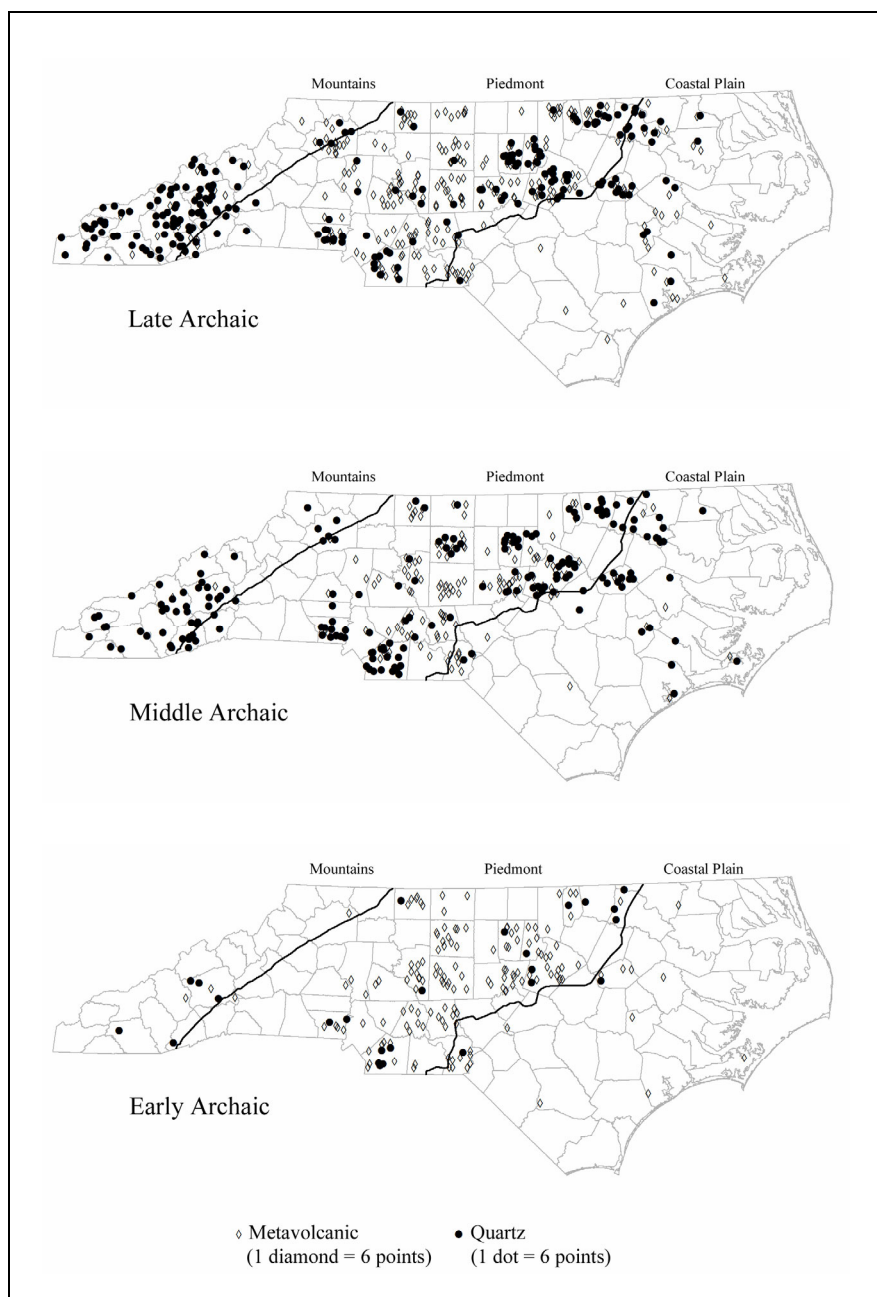 Mountains Piedmont Coastal Plain
Late Archaic
Mountains Piedmont Coastal Plain
Middle Archaic
Mountains Piedmont Coastal Plain
Early Archaic
Metavolcanic Quartz
(1 diamond = 6 points) (1 dot = 6 points)